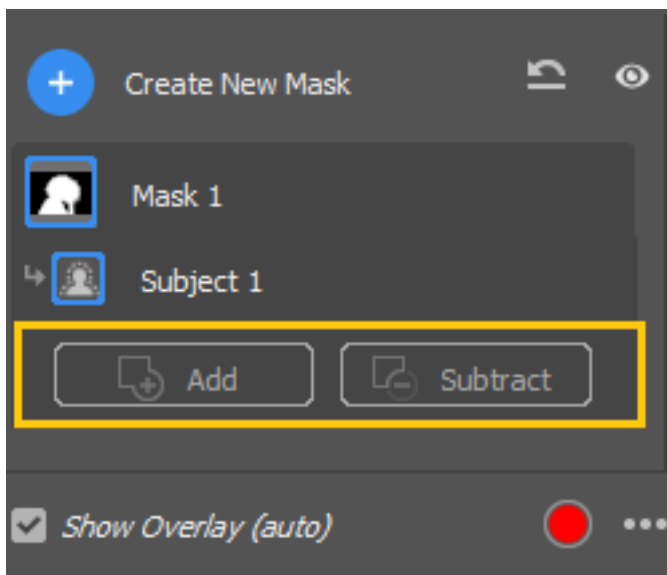 Create New Mask
Mask 1
Subject 1
Add Subtract
Show Overlay (auto)